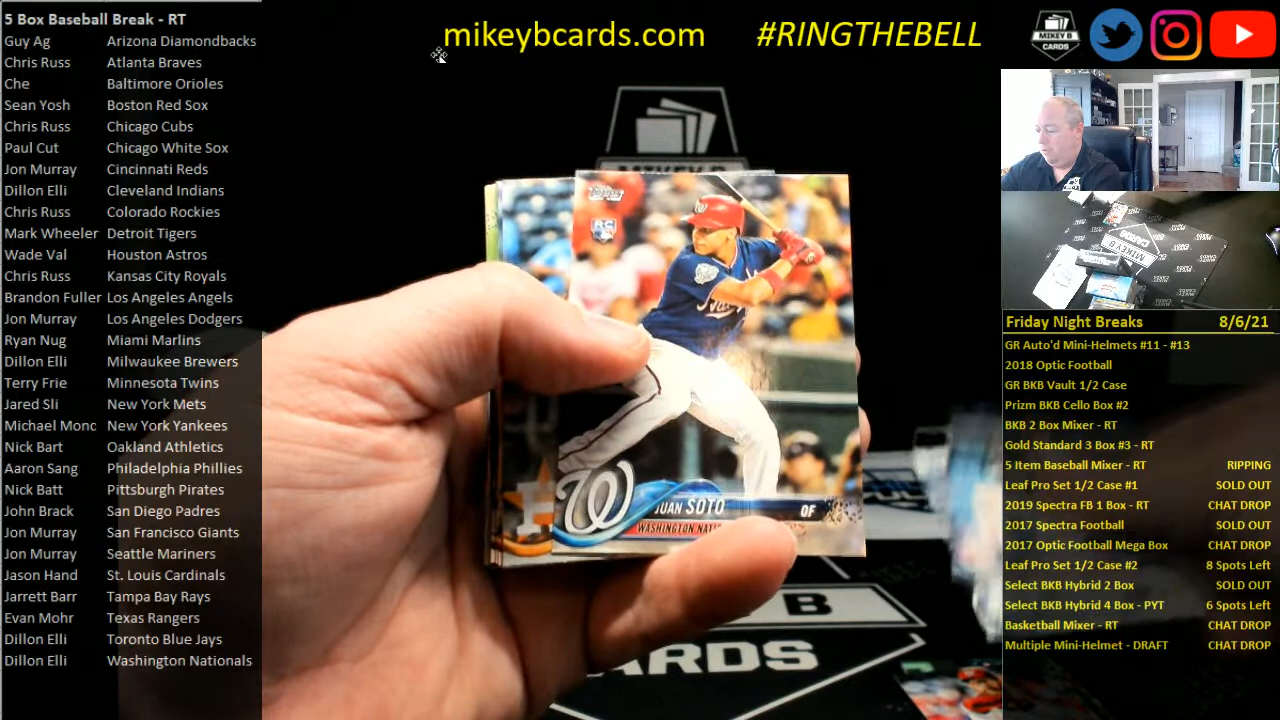 5 Box Baseball Break - RT
Guy Ag Arizona Diamondbacks
Chris Russ Atlanta Braves
Che Baltimore Orioles
Sean Yosh Boston Red Sox
Chris Russ Chicago Cubs
Paul Cut Chicago White Sox
Jon Murray Cincinnati Reds
Dillon Elli Cleveland Indians
Chris Russ Colorado Rockies
Mark Wheeler Detroit Tigers
Wade Val Houston Astros
Chris Russ Kansas City Royals
Brandon Fuller Los Angeles Angels
Jon Murray Los Angeles Dodgers
Ryan Nug Miami Marlins
Dillon Elli Milwaukee Brewers
Terry Frie Minnesota Twins
Jared Sli New York Mets
Michael Monc New York Yankees
Nick Bart Oakland Athletics
Aaron Sang Philadelphia Phillies
Nick Batt Pittsburgh Pirates
John Brack San Diego Padres
Jon Murray San Francisco Giants
Jon Murray Seattle Mariners
Jason Hand St. Louis Cardinals
Jarrett Barr Tampa Bay Rays
Evan Mohr Texas Rangers
Dillon Elli Toronto Blue Jays
Dillon Elli Washington Nationals
mikeybcards.com #RINGTHEBELL
MIKEY B
CARDS
Topps
RC
W
JUAN SOTO OF
WASHINGTON
B
CARDS
MIKEY B
CARDS
Friday Night Breaks 8/6/21
GR Auto'd Mini-Helmets #11 - #13
2018 Optic Football
GR BKB Vault 1/2 Case
Prizm BKB Cello Box #2
BKB 2 Box Mixer - RT
Gold Standard 3 Box #3 - RT
5 Item Baseball Mixer - RT RIPPING
Leaf Pro Set 1/2 Case #1 SOLD OUT
2019 Spectra FB 1 Box - RT CHAT DROP
2017 Spectra Football SOLD OUT
2017 Optic Football Mega Box CHAT DROP
Leaf Pro Set 1/2 Case #2 8 Spots Left
Select BKB Hybrid 2 Box SOLD OUT
Select BKB Hybrid 4 Box - PYT 6 Spots Left
Basketball Mixer - RT CHAT DROP
Multiple Mini-Helmet - DRAFT CHAT DROP